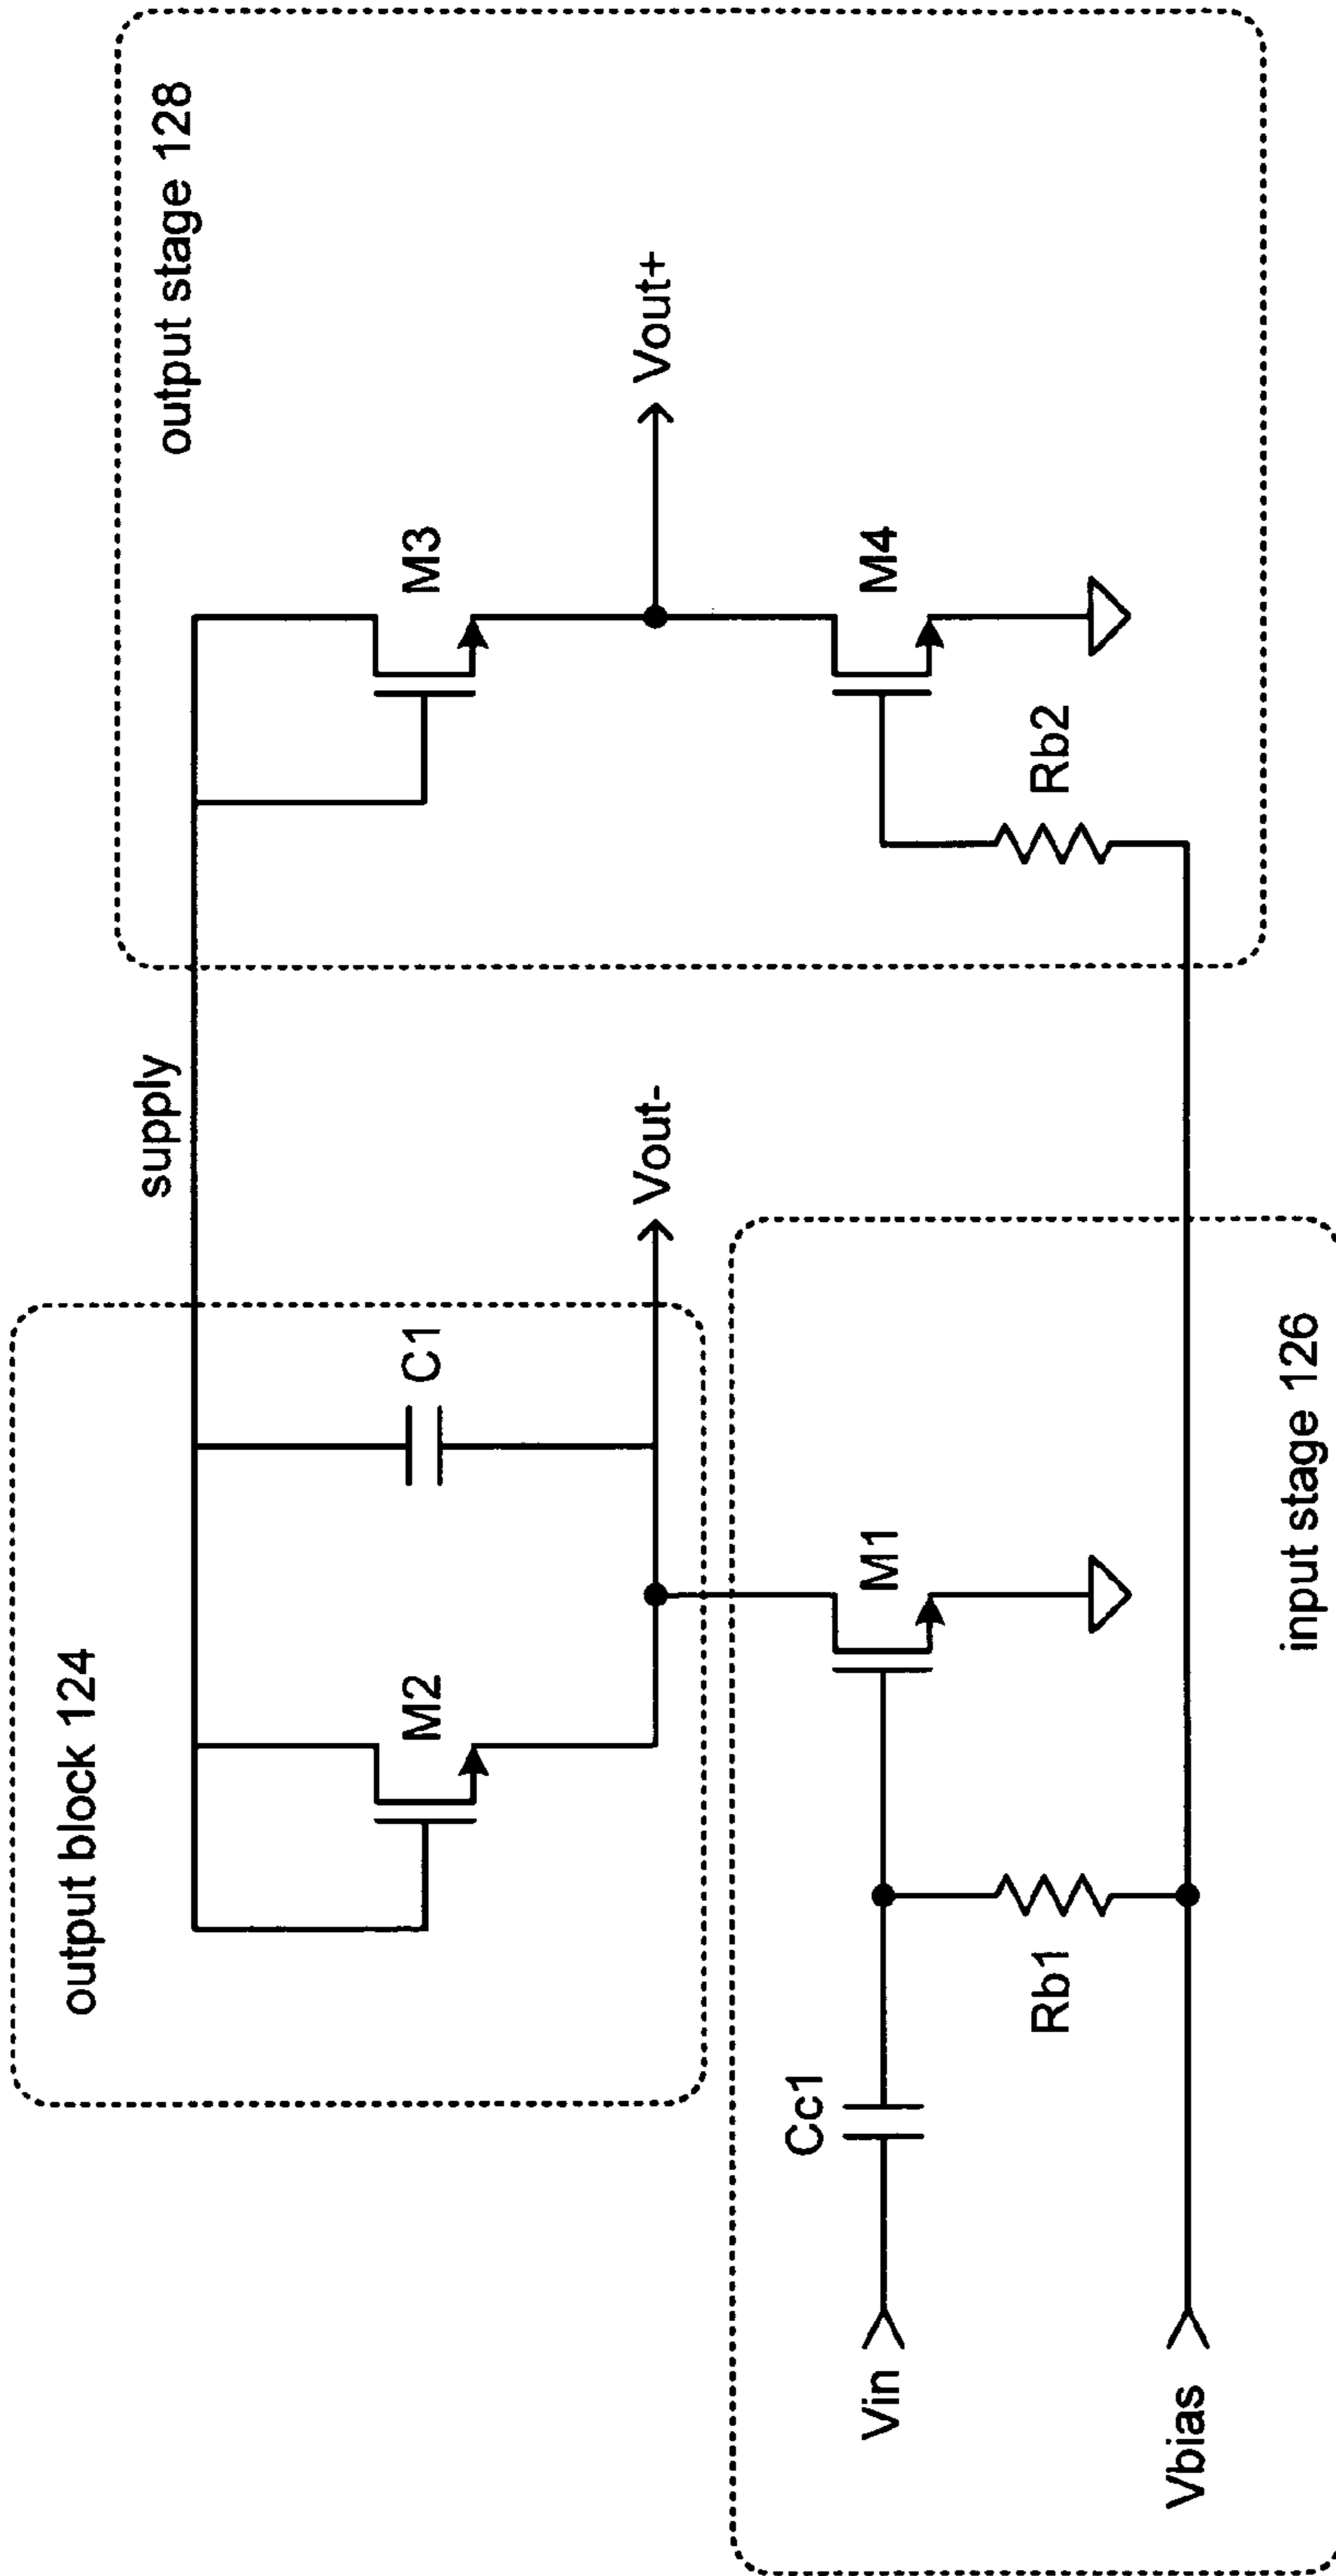 output block 124
M2
C1
supply
output stage 128
M3
Vout-
Vout+
M4
Rb2
Vin
Cc1
Rb1
M1
Vbias
input stage 126